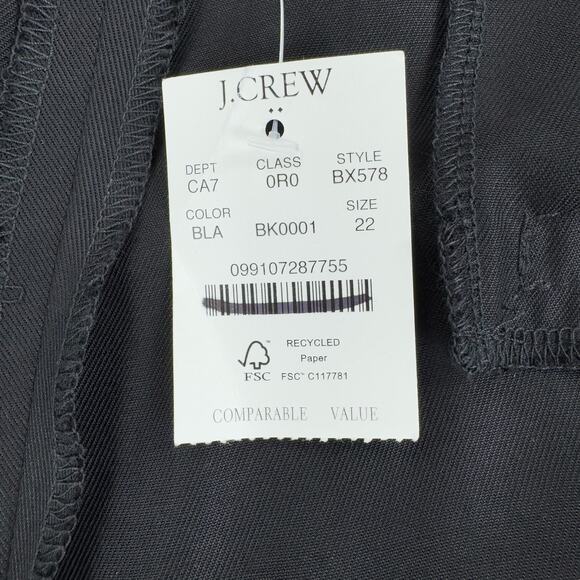 J.CREW
DEPT CLASS STYLE
CA7 0R0 BX578
COLOR SIZE
BLA BK0001 22
099107287755
RECYCLED
Paper
FSC FSC™ C117781
COMPARABLE VALUE